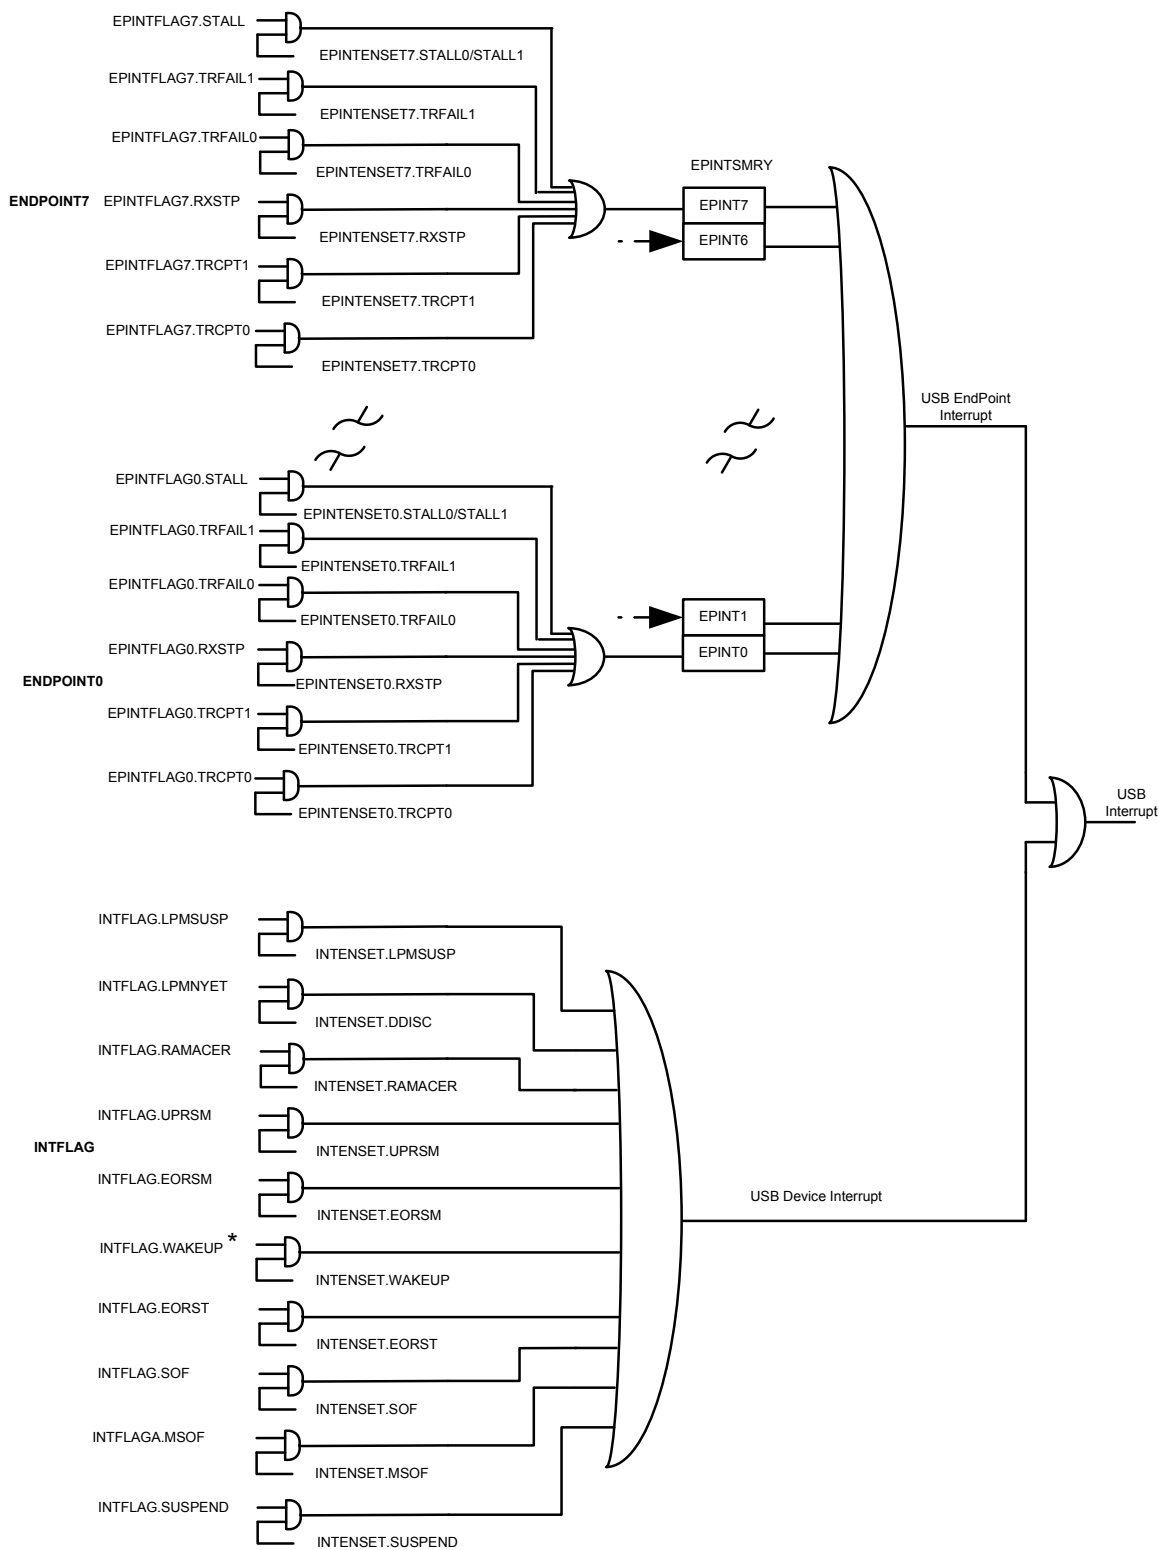 EPINTFLAG7.STALL
EPINTENSET7.STALL0/STALL1
EPINTFLAG7.TRFAIL1
EPINTENSET7.TRFAIL1
EPINTFLAG7.TRFAIL0
EPINTENSET7.TRFAIL0
ENDPOINT7
EPINTFLAG7.RXSTP
EPINTENSET7.RXSTP
EPINTFLAG7.TRCPT1
EPINTENSET7.TRCPT1
EPINTFLAG7.TRCPT0
EPINTENSET7.TRCPT0
EPINTSMRY
EPINT7
EPINT6
USB EndPoint
Interrupt
EPINTFLAG0.STALL
EPINTENSET0.STALL0/STALL1
EPINTFLAG0.TRFAIL1
EPINTENSET0.TRFAIL1
EPINTFLAG0.TRFAIL0
EPINTENSET0.TRFAIL0
EPINTFLAG0.RXSTP
EPINTENSET0.RXSTP
ENDPOINT0
EPINTFLAG0.TRCPT1
EPINTENSET0.TRCPT1
EPINTFLAG0.TRCPT0
EPINTENSET0.TRCPT0
EPINT1
EPINT0
USB
Interrupt
INTFLAG.LPMSUSP
INTENSET.LPMSUSP
INTFLAG.LPMNYET
INTENSET.DDISC
INTFLAG.RAMACER
INTENSET.RAMACER
INTFLAG.UPRSM
INTENSET.UPRSM
INTFLAG
INTFLAG.EORSM
INTENSET.EORSM
INTFLAG.WAKEUP *
INTENSET.WAKEUP
INTFLAG.EORST
INTENSET.EORST
INTFLAG.SOF
INTENSET.SOF
INTFLAGA.MSOF
INTENSET.MSOF
INTFLAG.SUSPEND
INTENSET.SUSPEND
USB Device Interrupt